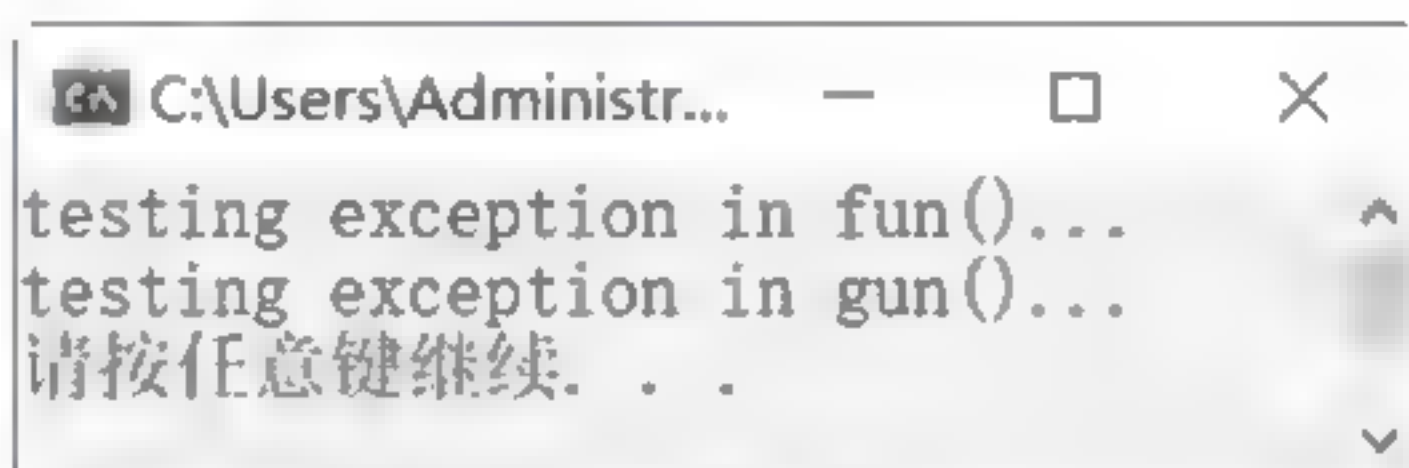 C:\Users\Administr...
testing exception in fun()...
testing exception in gun()...
请按任意键继续. . .